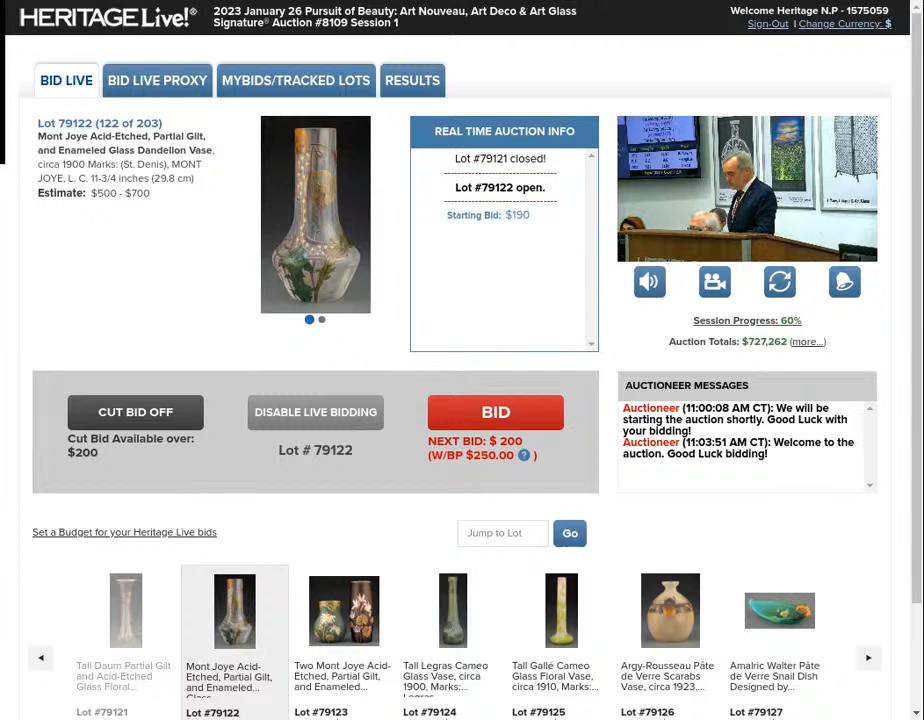 HERITAGE Live!®
2023 January 26 Pursuit of Beauty: Art Nouveau, Art Deco & Art Glass
Signature® Auction #8109 Session 1
Welcome Heritage N.P - 1575059
Sign-Out | Change Currency: $
BID LIVE
BID LIVE PROXY
MYBIDS/TRACKED LOTS
RESULTS
Lot 79122 (122 of 203)
Mont Joye Acid-Etched, Partial Gilt,
and Enameled Glass Dandelion Vase,
circa 1900 Marks: (St. Denis), MONT
JOYE, L. C. 11-3/4 inches (29.8 cm)
Estimate: $500 - $700
REAL TIME AUCTION INFO
Lot #79121 closed!
Lot #79122 open.
Starting Bid: $190
Session Progress: 60%
Auction Totals: $727,262 (more...)
CUT BID OFF
Cut Bid Available over:
$200
DISABLE LIVE BIDDING
Lot # 79122
BID
NEXT BID: $ 200
(W/BP $250.00 ? )
AUCTIONEER MESSAGES
Auctioneer (11:00:08 AM CT): We will be
starting the auction shortly. Good Luck with
your bidding!
Auctioneer (11:03:51 AM CT): Welcome to the
auction. Good Luck bidding!
Set a Budget for your Heritage Live bids
Jump to Lot
Go
Tall Daum Partial Gilt
and Acid-Etched
Glass Floral...
Lot #79121
Mont Joye Acid-
Etched, Partial Gilt,
and Enameled...
Glass
Lot #79122
Two Mont Joye Acid-
Etched, Partial Gilt,
and Enameled...
Lot #79123
Tall Legras Cameo
Glass Vase, circa
1900, Marks:...
Legras
Lot #79124
Tall Gallé Cameo
Glass Floral Vase,
circa 1910, Marks:...
Lot #79125
Argy-Rousseau Pâte
de Verre Scarabs
Vase, circa 1923,...
Lot #79126
Amalric Walter Pâte
de Verre Snail Dish
Designed by...
Lot #79127